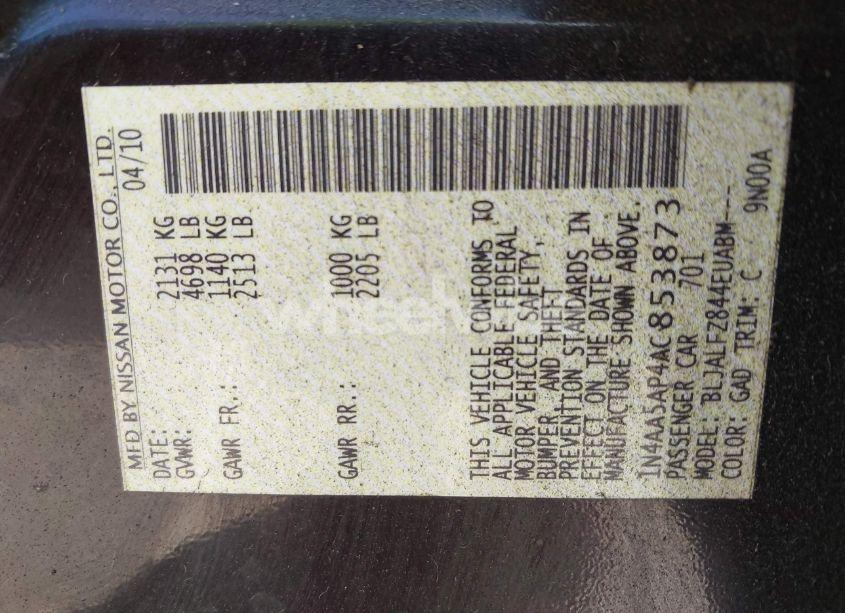 MFD BY NISSAN MOTOR CO., LTD.
DATE: 04/10
GVWR: 2131 KG
4698 LB
GAWR FR.: 1140 KG
2513 LB
GAWR RR.: 1000 KG
2205 LB
THIS VEHICLE CONFORMS TO
ALL APPLICABLE FEDERAL
MOTOR VEHICLE SAFETY,
BUMPER, AND THEFT
PREVENTION STANDARDS IN
EFFECT ON THE DATE OF
MANUFACTURE SHOWN ABOVE.
1N4AA5AP4AC853873
PASSENGER CAR 701
MODEL: BLJALFZ844EUABM----
COLOR: GAD TRIM: C 9N00A